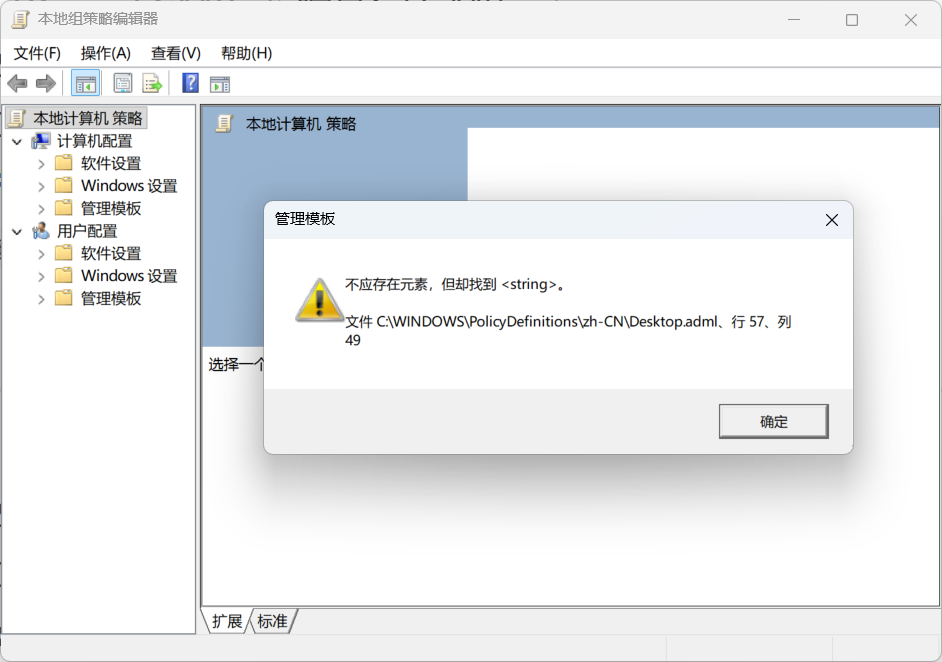 本地组策略编辑器
文件(F) 操作(A) 查看(V) 帮助(H)
本地计算机 策略
计算机配置
软件设置
Windows 设置
管理模板
用户配置
软件设置
Windows 设置
管理模板
本地计算机 策略
选择一个
管理模板
不应存在元素，但却找到 <string>。
文件 C:\WINDOWS\PolicyDefinitions\zh-CN\Desktop.adml、行 57、列
49
确定
扩展 标准